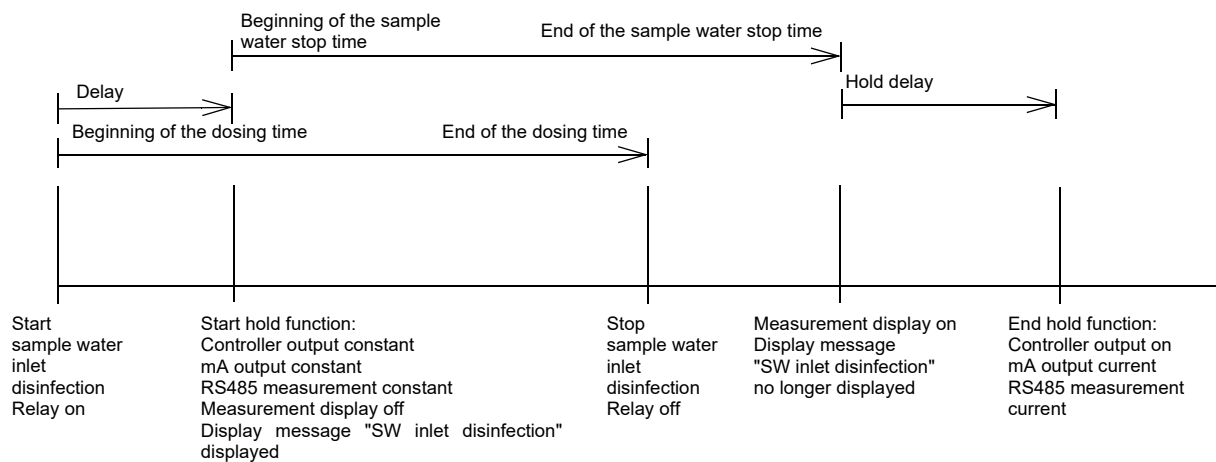 Beginning of the sample
water stop time
End of the sample water stop time
Delay
Hold delay
Beginning of the dosing time
End of the dosing time
Start
sample water
inlet
disinfection
Relay on
Start hold function:
Controller output constant
mA output constant
RS485 measurement constant
Measurement display off
Display message "SW inlet disinfection"
displayed
Stop
sample water
inlet
disinfection
Relay off
Measurement display on
Display message
"SW inlet disinfection"
no longer displayed
End hold function:
Controller output on
mA output current
RS485 measurement
current